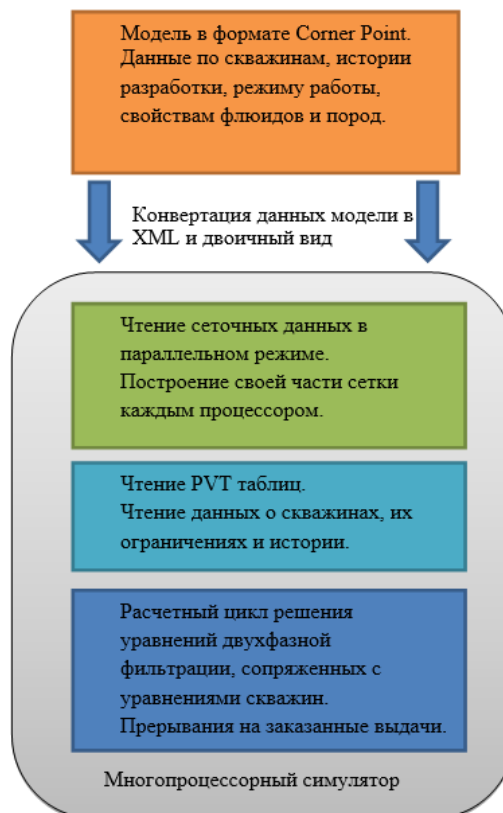 Модель в формате Corner Point.
Данные по скважинам, истории
разработки, режиму работы,
свойствам флюидов и пород.
Конвертация данных модели в
XML и двоичный вид
Чтение сеточных данных в
параллельном режиме.
Построение своей части сетки
каждым процессором.
Чтение PVT таблиц.
Чтение данных о скважинах, их
ограничениях и истории.
Расчетный цикл решения
уравнений двухфазной
фильтрации, сопряженных с
уравнениями скважин.
Прерывания на заказанные выдачи.
Многопроцессорный симулятор